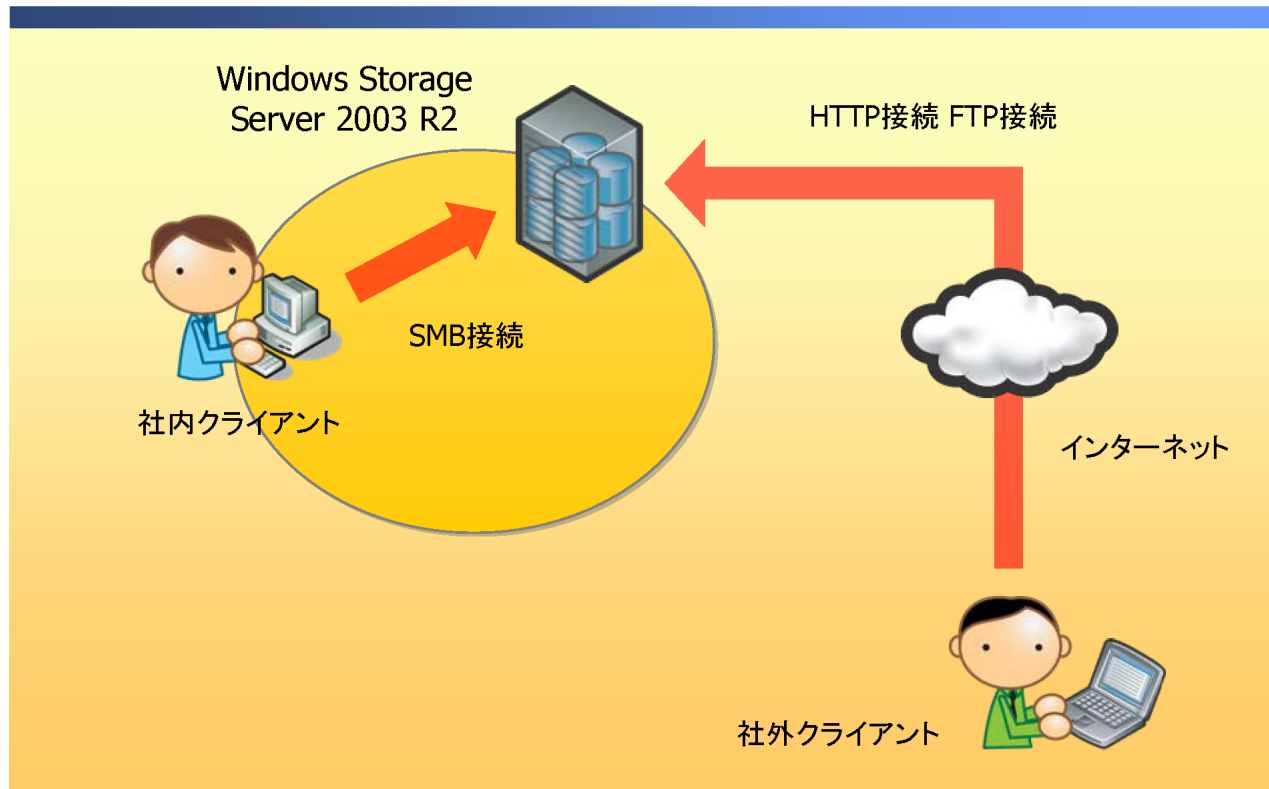 Windows Storage
Server 2003 R2
HTTP接続 FTP接続
SMB接続
社内クライアント
インターネット
社外クライアント